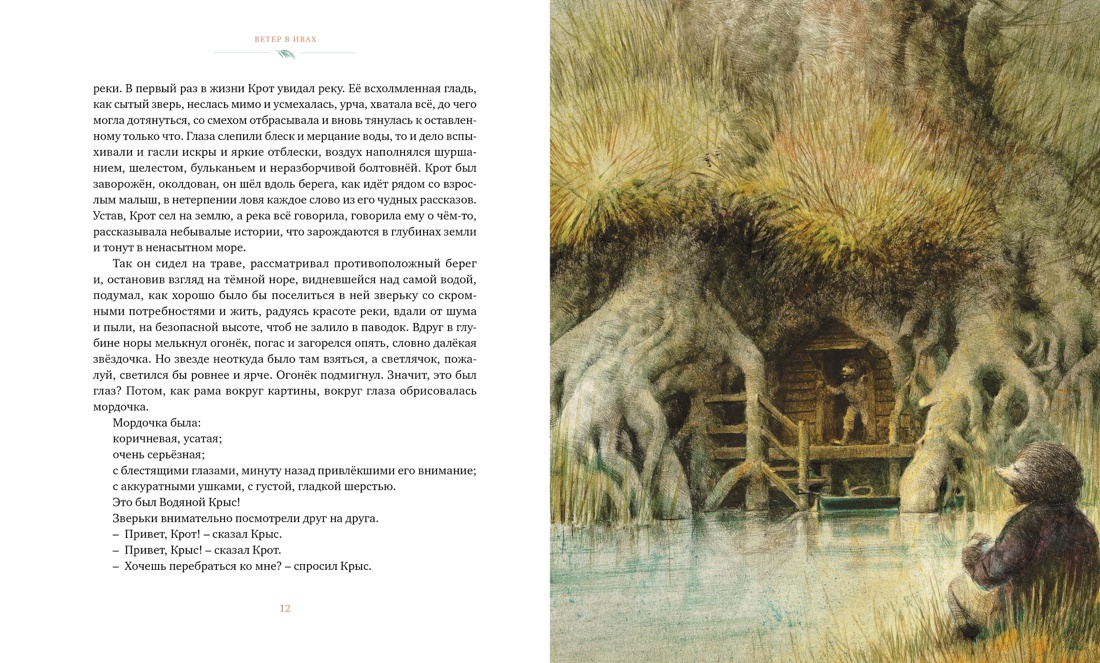 ВЕТЕР В ИВАХ
реки. В первый раз в жизни Крот увидал реку. Её всхолмленная гладь,
как сытый зверь, неслась мимо и усмехалась, урча, хватала всё, до чего
могла дотянуться, со смехом отбрасывала и вновь тянулась к оставлен-
ному только что. Глаза слепили блеск и мерцание воды, то и дело вспы-
хивали и гасли искры и яркие отблески, воздух наполнялся шурша-
нием, шелестом, бульканьем и неразборчивой болтовнёй. Крот был
заворожён, околдован, он шёл вдоль берега, как идёт рядом со взрос-
лым малыш, в нетерпении ловя каждое слово из его чудных рассказов.
Устав, Крот сел на землю, а река всё говорила, говорила ему о чём-то,
рассказывала небывалые истории, что зарождаются в глубинах земли
и тонут в ненасытном море.
Так он сидел на траве, рассматривал противоположный берег
и, остановив взгляд на тёмной норе, видневшейся над самой водой,
подумал, как хорошо было бы поселиться в ней зверьку со скром-
ными потребностями и жить, радуясь красоте реки, вдали от шума
и пыли, на безопасной высоте, чтоб не залило в паводок. Вдруг в глу-
бине норы мелькнул огонёк, погас и загорелся опять, словно далёкая
звёздочка. Но звезде неоткуда было там взяться, а светлячок, пожа-
луй, светился бы ровнее и ярче. Огонёк подмигнул. Значит, это был
глаз? Потом, как рама вокруг картины, вокруг глаза обрисовалась
мордочка.
Мордочка была:
коричневая, усатая;
очень серьёзная;
с блестящими глазами, минуту назад привлёкшими его внимание;
с аккуратными ушками, с густой, гладкой шерстью.
Это был Водяной Крыс!
Зверьки внимательно посмотрели друг на друга.
– Привет, Крот! – сказал Крыс.
– Привет, Крыс! – сказал Крот.
– Хочешь перебраться ко мне? – спросил Крыс.
12